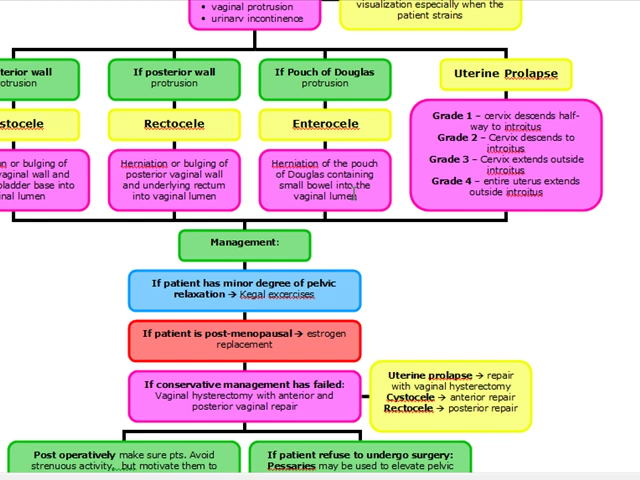 • vaginal protrusion
• urinary incontinence
visualization especially when the
patient strains
terior wall
otrusion
If posterior wall
protrusion
If Pouch of Douglas
protrusion
Uterine Prolapse
stocele
Rectocele
Enterocele
n or bulging of
vaginal wall and
bladder base into
inal lumen
Herniation or bulging of
posterior vaginal wall
and underlying rectum
into vaginal lumen
Herniation of the pouch
of Douglas containing
small bowel into the
vaginal lumen
Grade 1 – cervix descends half-
way to introitus
Grade 2 – Cervix descends to
introitus
Grade 3 – Cervix extends outside
introitus
Grade 4 – entire uterus extends
outside introitus
Management:
If patient has minor degree of pelvic
relaxation → Kegal excercises
If patient is post-menopausal → estrogen
replacement
If conservative management has failed:
Vaginal hysterectomy with anterior and
posterior vaginal repair
Uterine prolapse → repair
with vaginal hysterectomy
Cystocele → anterior repair
Rectocele → posterior repair
Post operatively make sure pts. Avoid
strenuous activity, but motivate them to
If patient refuse to undergo surgery:
Pessaries may be used to elevate pelvic